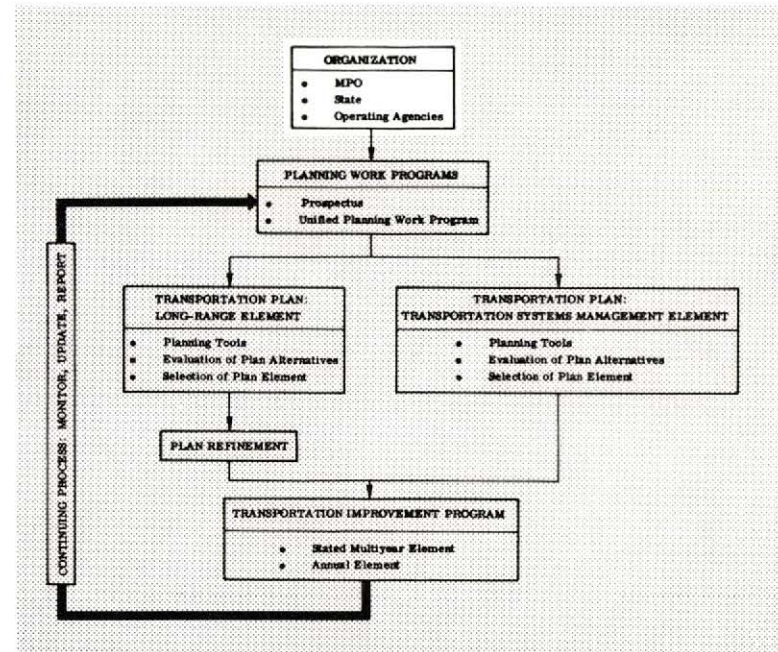 ORGANIZATION
• MPO
• State
• Operating Agencies
PLANNING WORK PROGRAMS
• Prospectus
• Unified Planning Work Program
TRANSPORTATION PLAN:
LONG-RANGE ELEMENT
• Planning Tools
• Evaluation of Plan Alternatives
• Selection of Plan Element
TRANSPORTATION PLAN:
TRANSPORTATION SYSTEMS MANAGEMENT ELEMENT
• Planning Tools
• Evaluation of Plan Alternatives
• Selection of Plan Element
PLAN REFINEMENT
TRANSPORTATION IMPROVEMENT PROGRAM
• Stated Multiyear Element
• Annual Element
CONTINUING PROCESS: MONITOR, UPDATE, REPORT